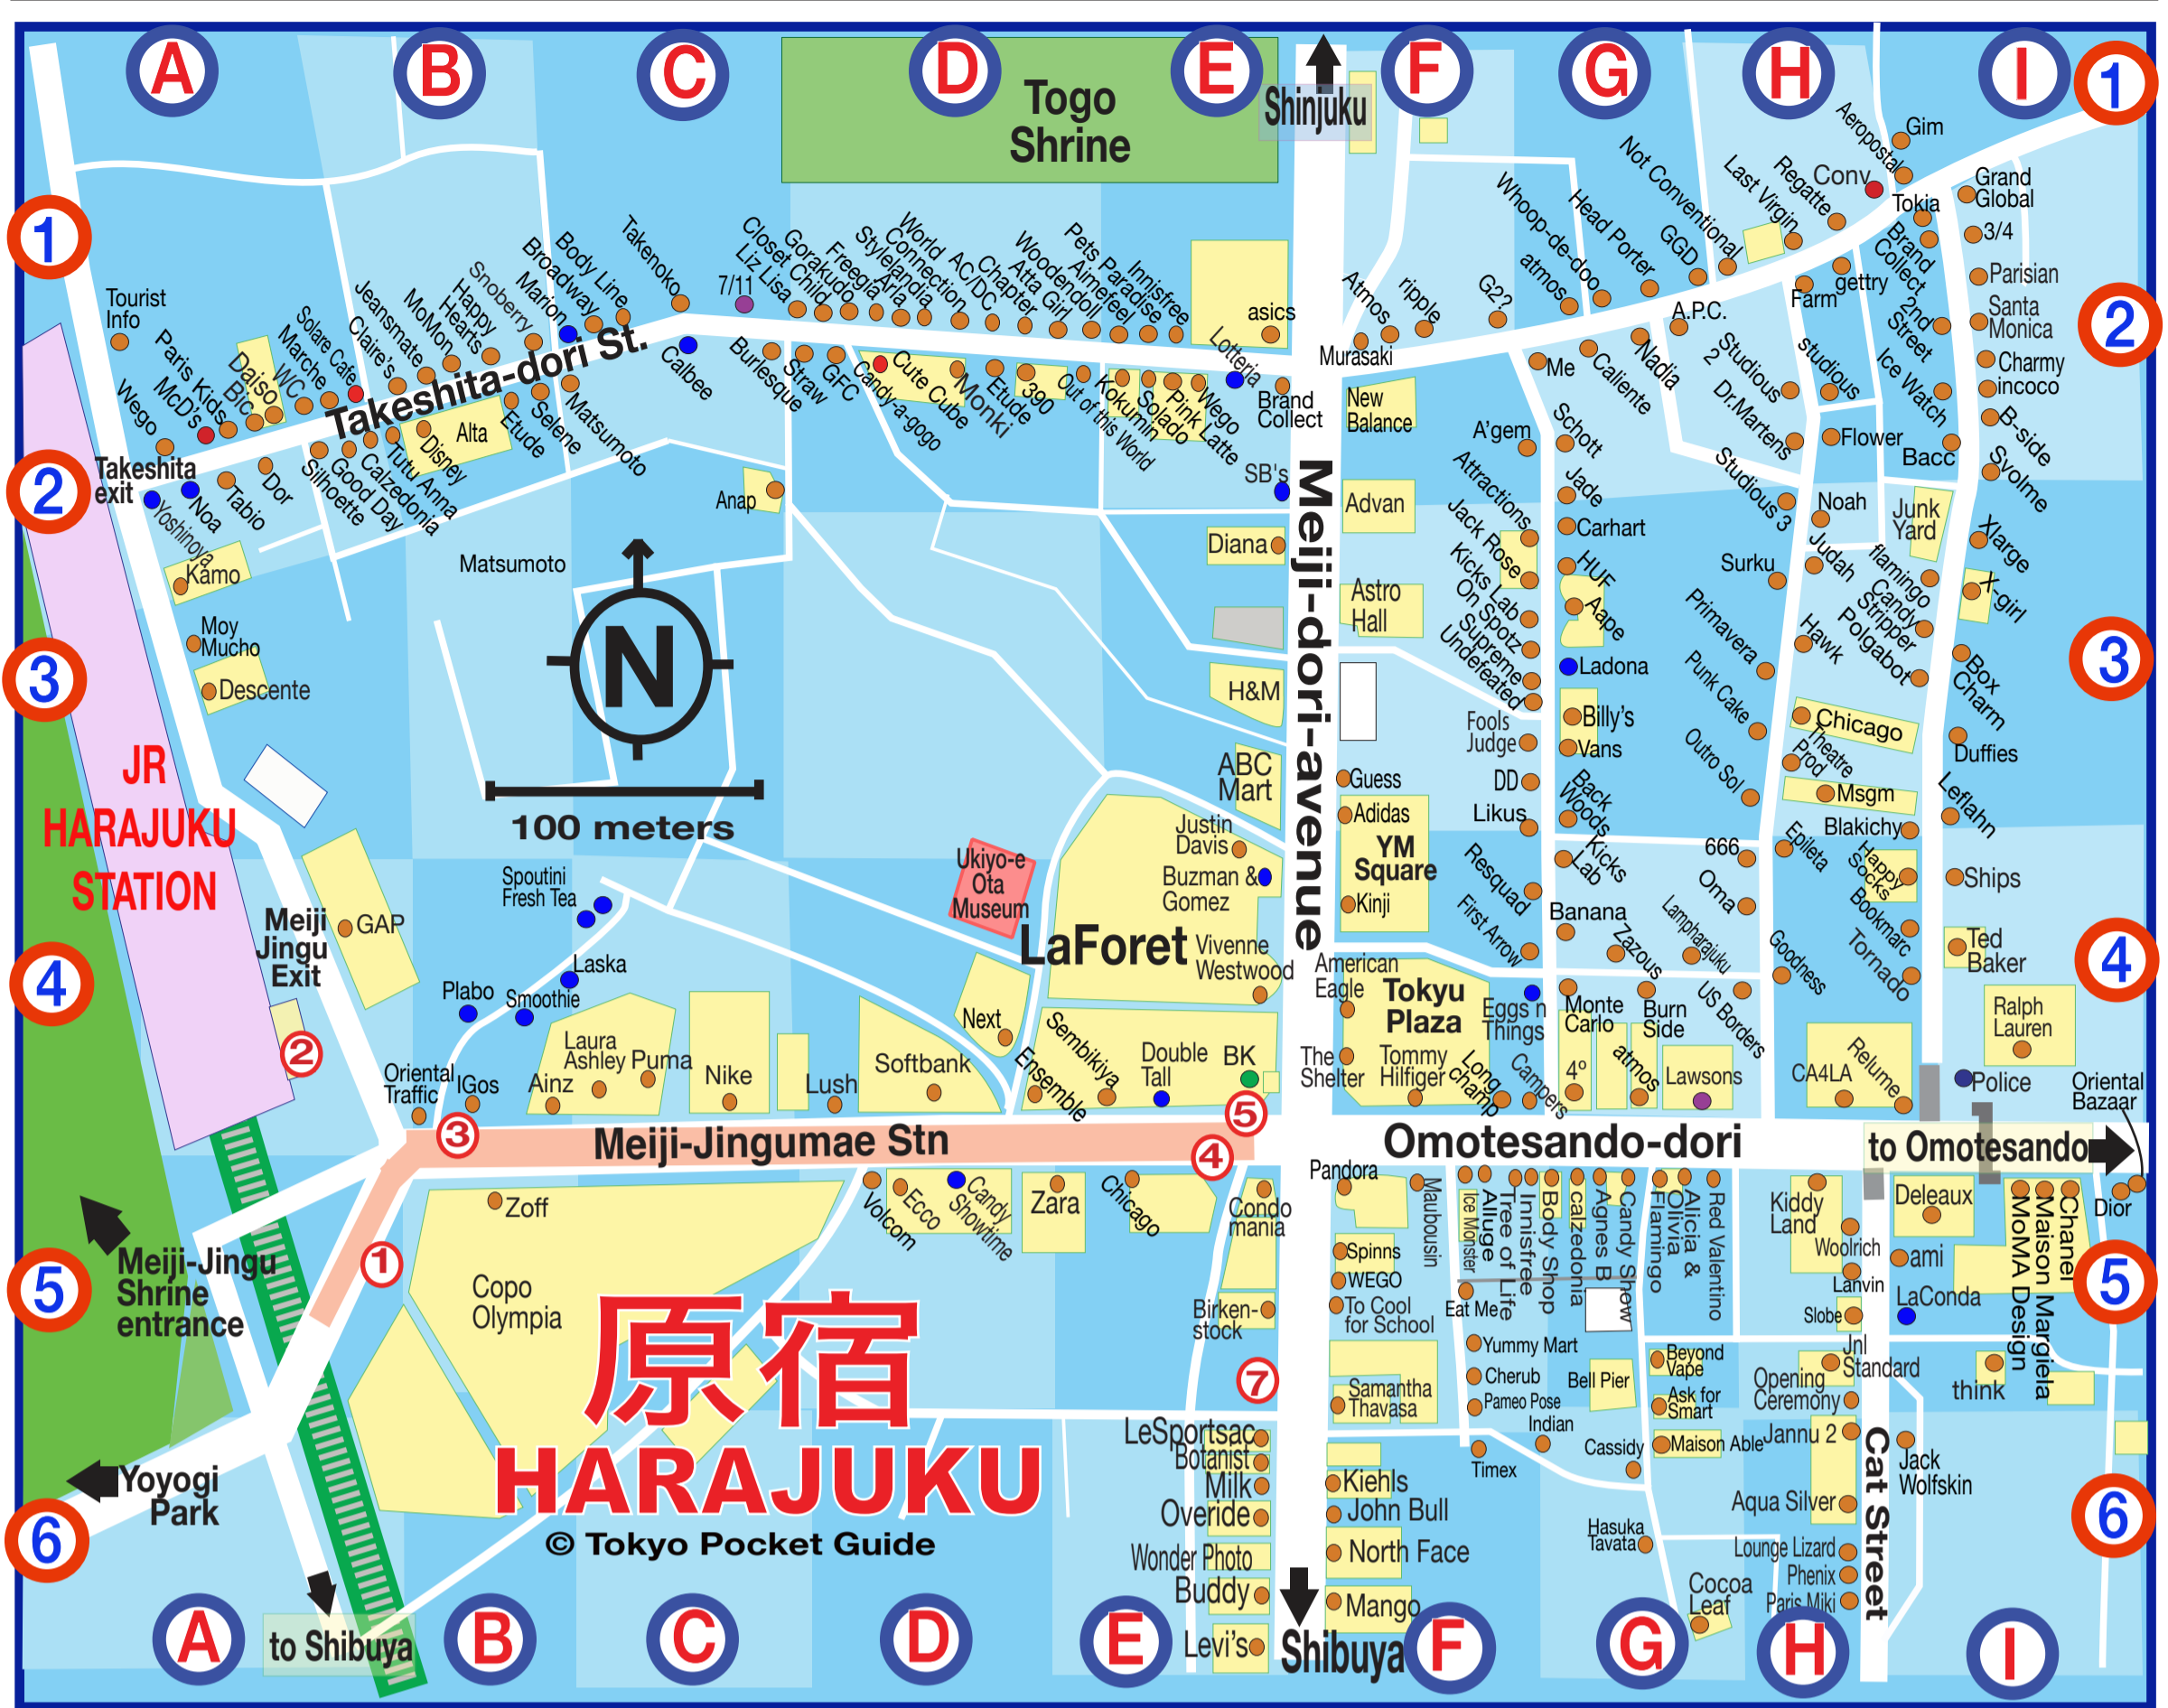 A
B
C
D
E
F
G
H
I
1
Togo
Shrine
Shinjuku
Gim
Aeropostal
Conv
Regatte
Last Virgin
Not Conventional
GGD
Head Porter
Whoop-de-doo
atmos
G2?
ripple
Atmos
Murasaki
Tokia
Grand
Global
3/4
Brand
Collect
Parisian
Santa
Monica
2nd
Street
gettry
Farm
A.P.C.
Charmy
incoco
1
Tourist
Info
Wego
McD's
Paris Kids
Bic
Daiso
WC
Marche
Solare Cafe
Claire's
Jeansmate
MoMon
Happy
Hearts
Snoberry
Marion
Broadway
Body Line
Takenoko
7/11
Liz Lisa
Closet Child
Gorakudo
Freegia
Aria
Stylelandia
World
Connection
AC/DC
Chapter
Atta Girl
Woodendoll
Aimefeel
Pets Paradise
Innisfree
asics
Lotteria
Takeshita-dori St.
Calbee
Burlesque
Straw
GFC
Candy-a-gogo
Cute Cube
Monki
Etude
390
Out of this World
Kokumin
Solado
Pink Latte
Wego
Brand
Collect
SB's
2
Me
Caliente
Nadia
Studious
2
studious
Dr.Martens
Ice Watch
B-side
Flower
Bacc
Svolme
New
Balance
A'gem
Schott
Takeshita
exit
Yoshinoya
Noa
Tabio
Dor
Silhoette
Good Day
Calzedonia
Tutu Anna
Disney
Alta
Etude
Selene
Matsumoto
Matsumoto
Anap
2
Kamo
Moy
Mucho
Descente
3
N
100 meters
Diana
H&M
ABC
Mart
Meiji-dori-avenue
Advan
Astro
Hall
Attractions
Jack Rose
Kicks Lab
On Spotz
Supreme
Undefeated
Fools
Judge
DD
Likus
Jade
Carhart
HUF
Aape
Ladona
Billy's
Vans
Back
Woods
Kicks
Lab
Studious 3
Noah
Junk
Yard
Surku
Judah
flamingo
Xlarge
Candy
Stripper
X-girl
Primavera
Hawk
Polgabot
Box
Charm
Punk Cake
Chicago
Duffies
Outro Sol
Theatre
Prod
Msgm
Leflahn
Blakichy
3
JR
HARAJUKU
STATION
Meiji
Jingu
Exit
GAP
Spoutini
Fresh Tea
Laska
Plabo
Smoothie
Ukiyo-e
Ota
Museum
LaForet
Justin
Davis
Buzman &
Gomez
Vivenne
Westwood
Guess
Adidas
YM
Square
Kinji
Resquad
First Arrow
Banana
Zazous
666
Oma
Lampharajuku
Epileta
Happy
Socks
Ships
Bookmarc
Goodness
Tornado
Ted
Baker
4
4
2
Oriental
Traffic
IGos
Ainz
Laura
Ashley
Puma
Nike
Lush
Softbank
Next
Ensemble
Sembikiya
Double
Tall
BK
American
Eagle
Tokyu
Plaza
The
Shelter
Tommy
Hilfiger
Long
champ
Eggs n
Things
Campers
Monte
Carlo
4°
Burn
Side
atmos
US Borders
Lawsons
CA4LA
Relume
Ralph
Lauren
Police
Oriental
Bazaar
3
Meiji-Jingumae Stn
4
5
Omotesando-dori
to Omotesando
Meiji-Jingu
Shrine
entrance
1
Zoff
Copo
Olympia
Volcom
Ecco
Candy
Showtime
Zara
Chicago
Condo
mania
Birken-
stock
7
Pandora
Maubousin
Spinns
WEGO
To Cool
for School
Samantha
Thavasa
Ice Monster
Alluge
Tree of Life
Innisfree
Body Shop
calzedonia
Agnes B
Candy Show
Flamingo
Alicia &
Olivia
Red Valentino
Eat Me
Yummy Mart
Cherub
Pameo Pose
Indian
Timex
Bell Pier
Beyond
Vape
Ask for
Smart
Cassidy
Maison Able
Kiddy
Land
Woolrich
Lanvin
Slobe
Jnl
Standard
Opening
Ceremony
Jannu 2
Deleaux
ami
LaConda
MoMA Design
Maison Margiela
Chanel
Dior
think
5
5
原宿
HARAJUKU
© Tokyo Pocket Guide
Yoyogi
Park
to Shibuya
LeSportsac
Botanist
Milk
Overide
Wonder Photo
Buddy
Levi's
Kiehls
John Bull
North Face
Mango
Shibuya
Hasuka
Tavata
Cocoa
Leaf
Aqua Silver
Lounge Lizard
Phenix
Paris Miki
Cat Street
Jack
Wolfskin
6
6
A
B
C
D
E
F
G
H
I